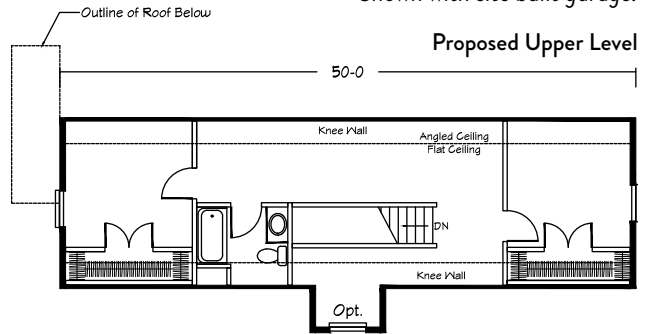 Shown with site built garage.
Outline of Roof Below
Proposed Upper Level
50-0
Knee Wall
Angled Ceiling
Flat Ceiling
DN
Knee Wall
Opt.